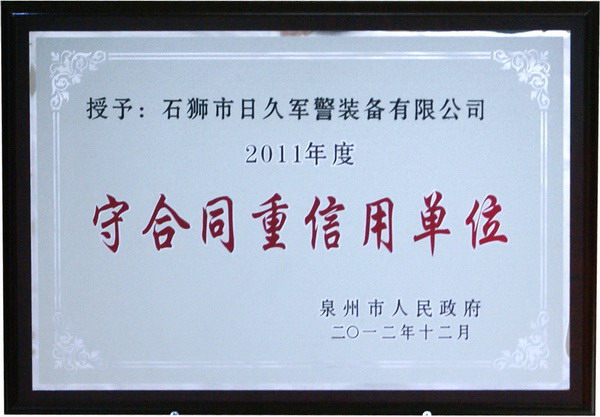 授予：石狮市日久军警装备有限公司
2011年度
守合同重信用单位
泉州市人民政府
二〇一二年十二月